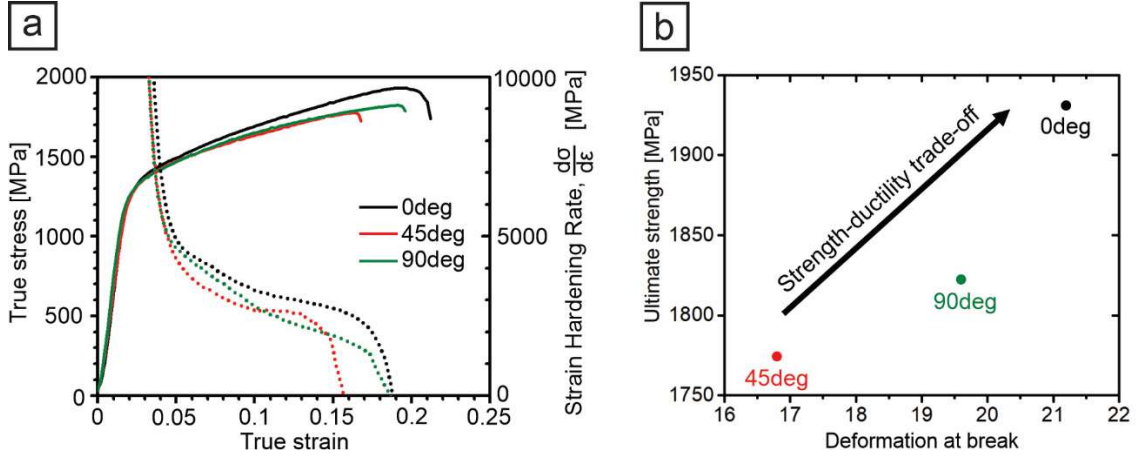 a
2000
1500
1000
500
0
True stress [MPa]
0
0.05
0.1
0.15
0.2
0.25
True strain
10000
5000
0
Strain Hardening Rate, dσ/dε [MPa]
0deg
45deg
90deg
b
1950
1900
1850
1800
1750
Ultimate strength [MPa]
16
17
18
19
20
21
22
Deformation at break
Strength-ductility trade-off
0deg
90deg
45deg